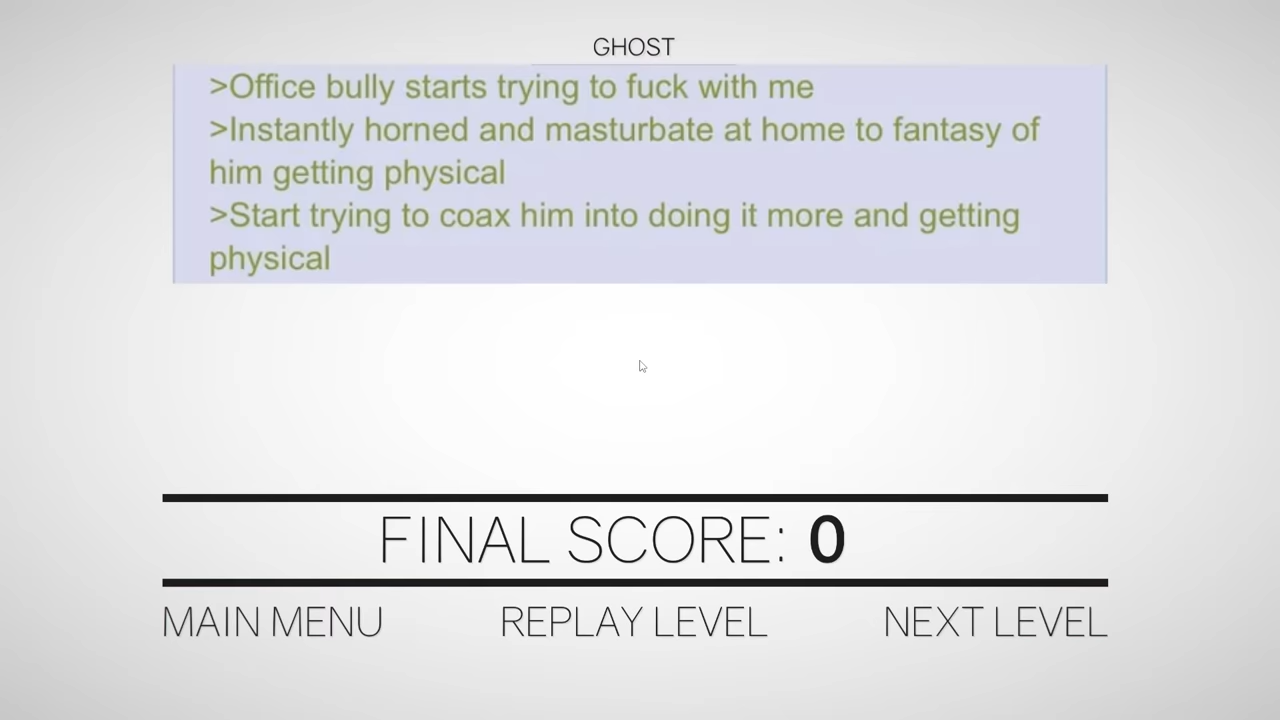 GHOST
>Office bully starts trying to fuck with me
>Instantly horned and masturbate at home to fantasy of
him getting physical
>Start trying to coax him into doing it more and getting
physical
FINAL SCORE: 0
MAIN MENU
REPLAY LEVEL
NEXT LEVEL